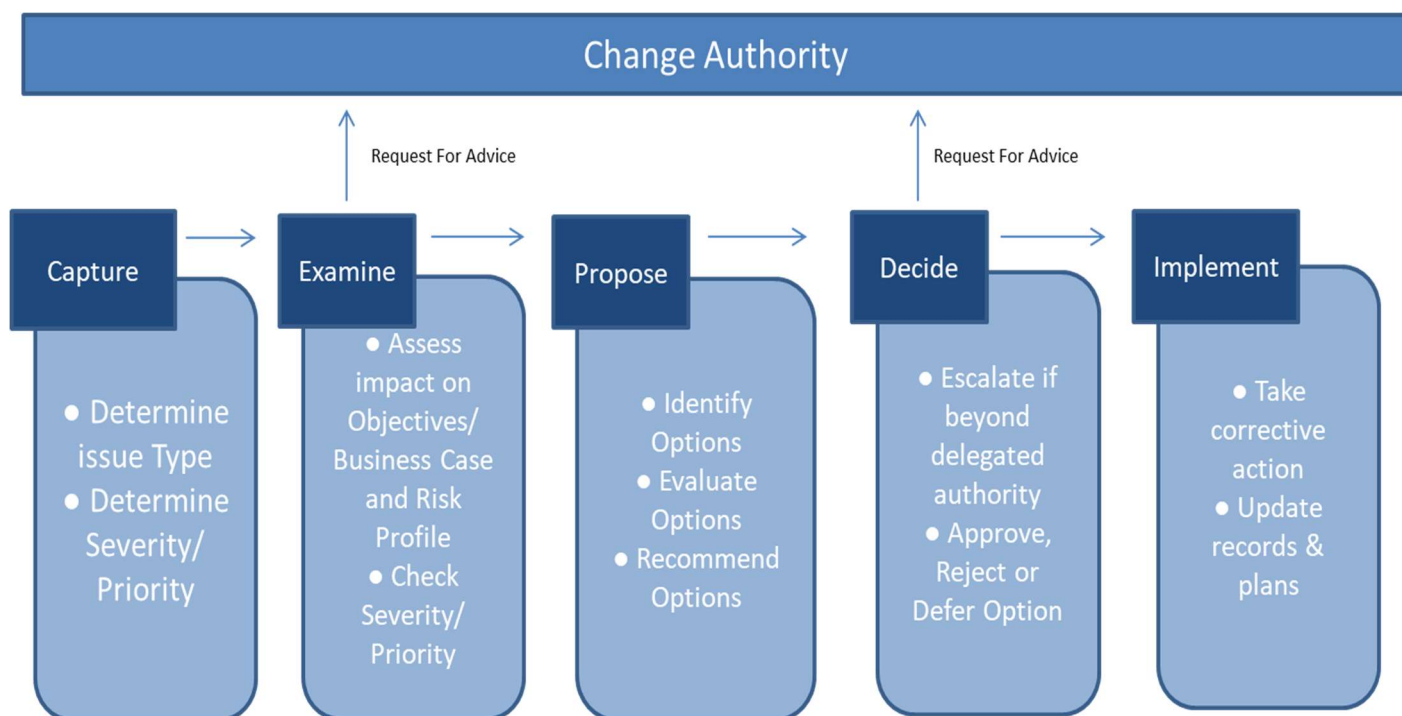 Change Authority
Request For Advice
Request For Advice
Capture
● Determine
issue Type
● Determine
Severity/
Priority
Examine
● Assess
impact on
Objectives/
Business Case
and Risk
Profile
● Check
Severity/
Priority
Propose
● Identify
Options
● Evaluate
Options
● Recommend
Options
Decide
● Escalate if
beyond
delegated
authority
● Approve,
Reject or
Defer Option
Implement
● Take
corrective
action
● Update
records &
plans